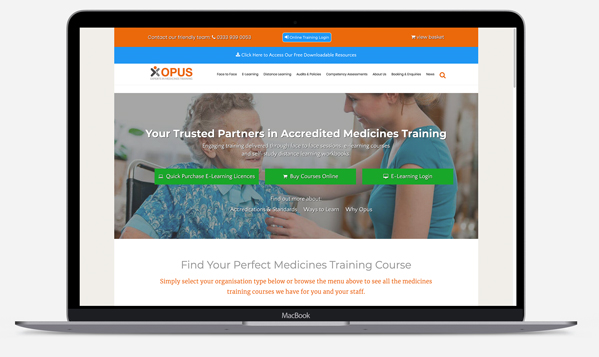 Contact our friendly team 0333 939 0053
Online Training Login
view basket
Click Here to Access Our Free Downloadable Resources
OPUS
Face to Face E-Learning Distance Learning Audits & Policies Competency Assessments About Us Booking & Enquiries News
Your Trusted Partners in Accredited Medicines Training
Engaging training delivered through face to face sessions, e-learning courses
and self-study distance learning workbooks.
Quick Purchase E-Learning Licences
Buy Courses Online
E-Learning Login
Find out more about...
Accreditations & Standards Ways to Learn Why Opus
Find Your Perfect Medicines Training Course
Simply select your organisation type below or browse the menu above to see all the medicines
training courses we have for you and your staff.
MacBook